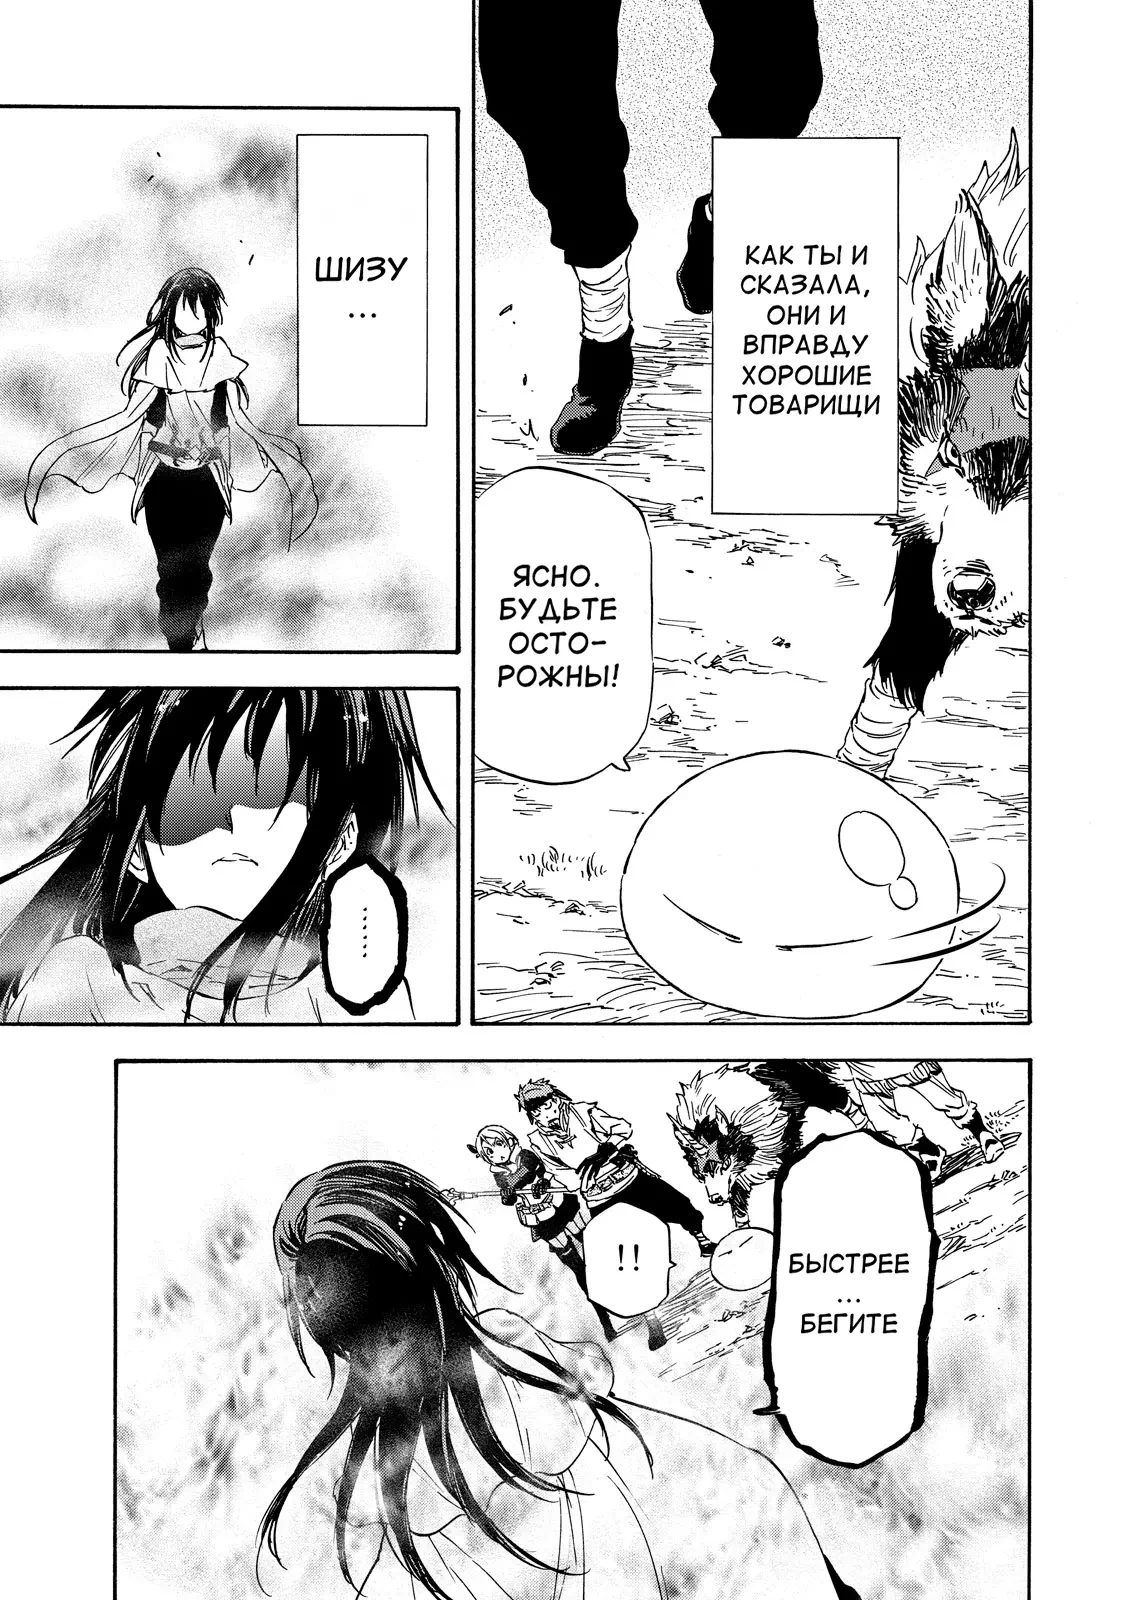 КАК ТЫ И
СКАЗАЛА,
ОНИ И
ВПРАВДУ
ХОРОШИЕ
ТОВАРИЩИ
ЯСНО.
БУДЬТЕ
ОСТО-
РОЖНЫ!
ШИЗУ
...
.......
!!
БЫСТРЕЕ
...
БЕГИТЕ